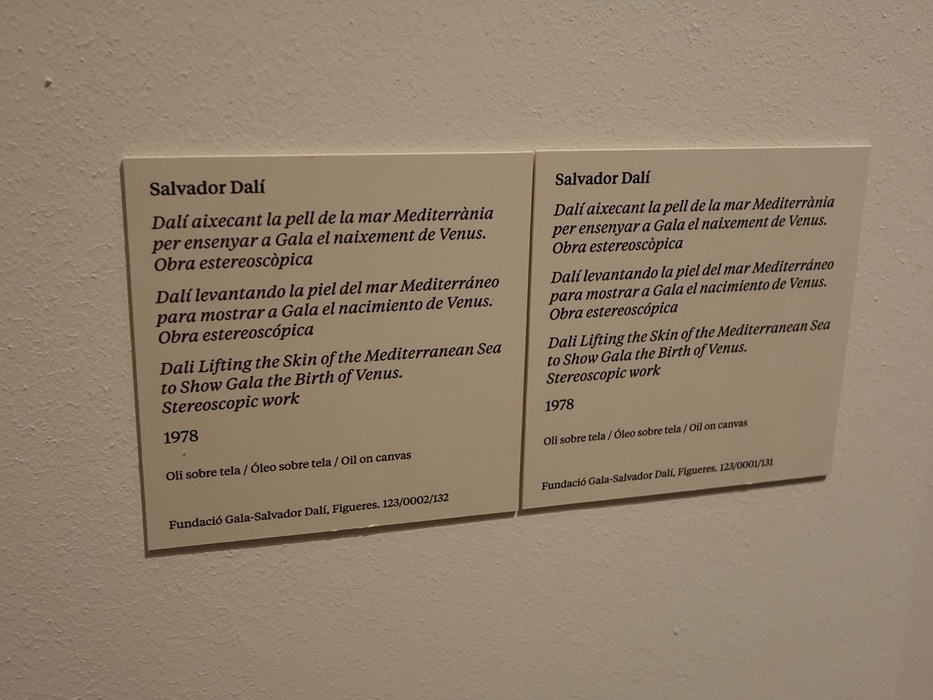 Salvador Dalí
Dalí aixecant la pell de la mar Mediterrània
per ensenyar a Gala el naixement de Venus.
Obra estereoscòpica
Dalí levantando la piel del mar Mediterráneo
para mostrar a Gala el nacimiento de Venus.
Obra estereoscópica
Dali Lifting the Skin of the Mediterranean Sea
to Show Gala the Birth of Venus.
Stereoscopic work
1978
Oli sobre tela / Óleo sobre tela / Oil on canvas
Fundació Gala-Salvador Dalí, Figueres. 123/0002/132
Salvador Dalí
Dalí aixecant la pell de la mar Mediterrània
per ensenyar a Gala el naixement de Venus.
Obra estereoscòpica
Dalí levantando la piel del mar Mediterráneo
para mostrar a Gala el nacimiento de Venus.
Obra estereoscópica
Dali Lifting the Skin of the Mediterranean Sea
to Show Gala the Birth of Venus.
Stereoscopic work
1978
Oli sobre tela / Óleo sobre tela / Oil on canvas
Fundació Gala-Salvador Dalí, Figueres. 123/0001/131